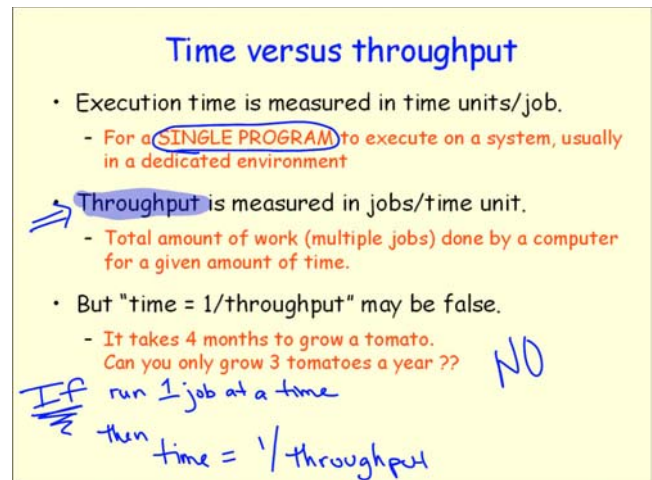 Time versus throughput
• Execution time is measured in time units/job.
- For a SINGLE PROGRAM to execute on a system, usually
in a dedicated environment
• Throughput is measured in jobs/time unit.
- Total amount of work (multiple jobs) done by a computer
for a given amount of time.
• But "time = 1/throughput" may be false.
- It takes 4 months to grow a tomato.
Can you only grow 3 tomatoes a year ??
NO
If run 1 job at a time
then time = 1/throughput